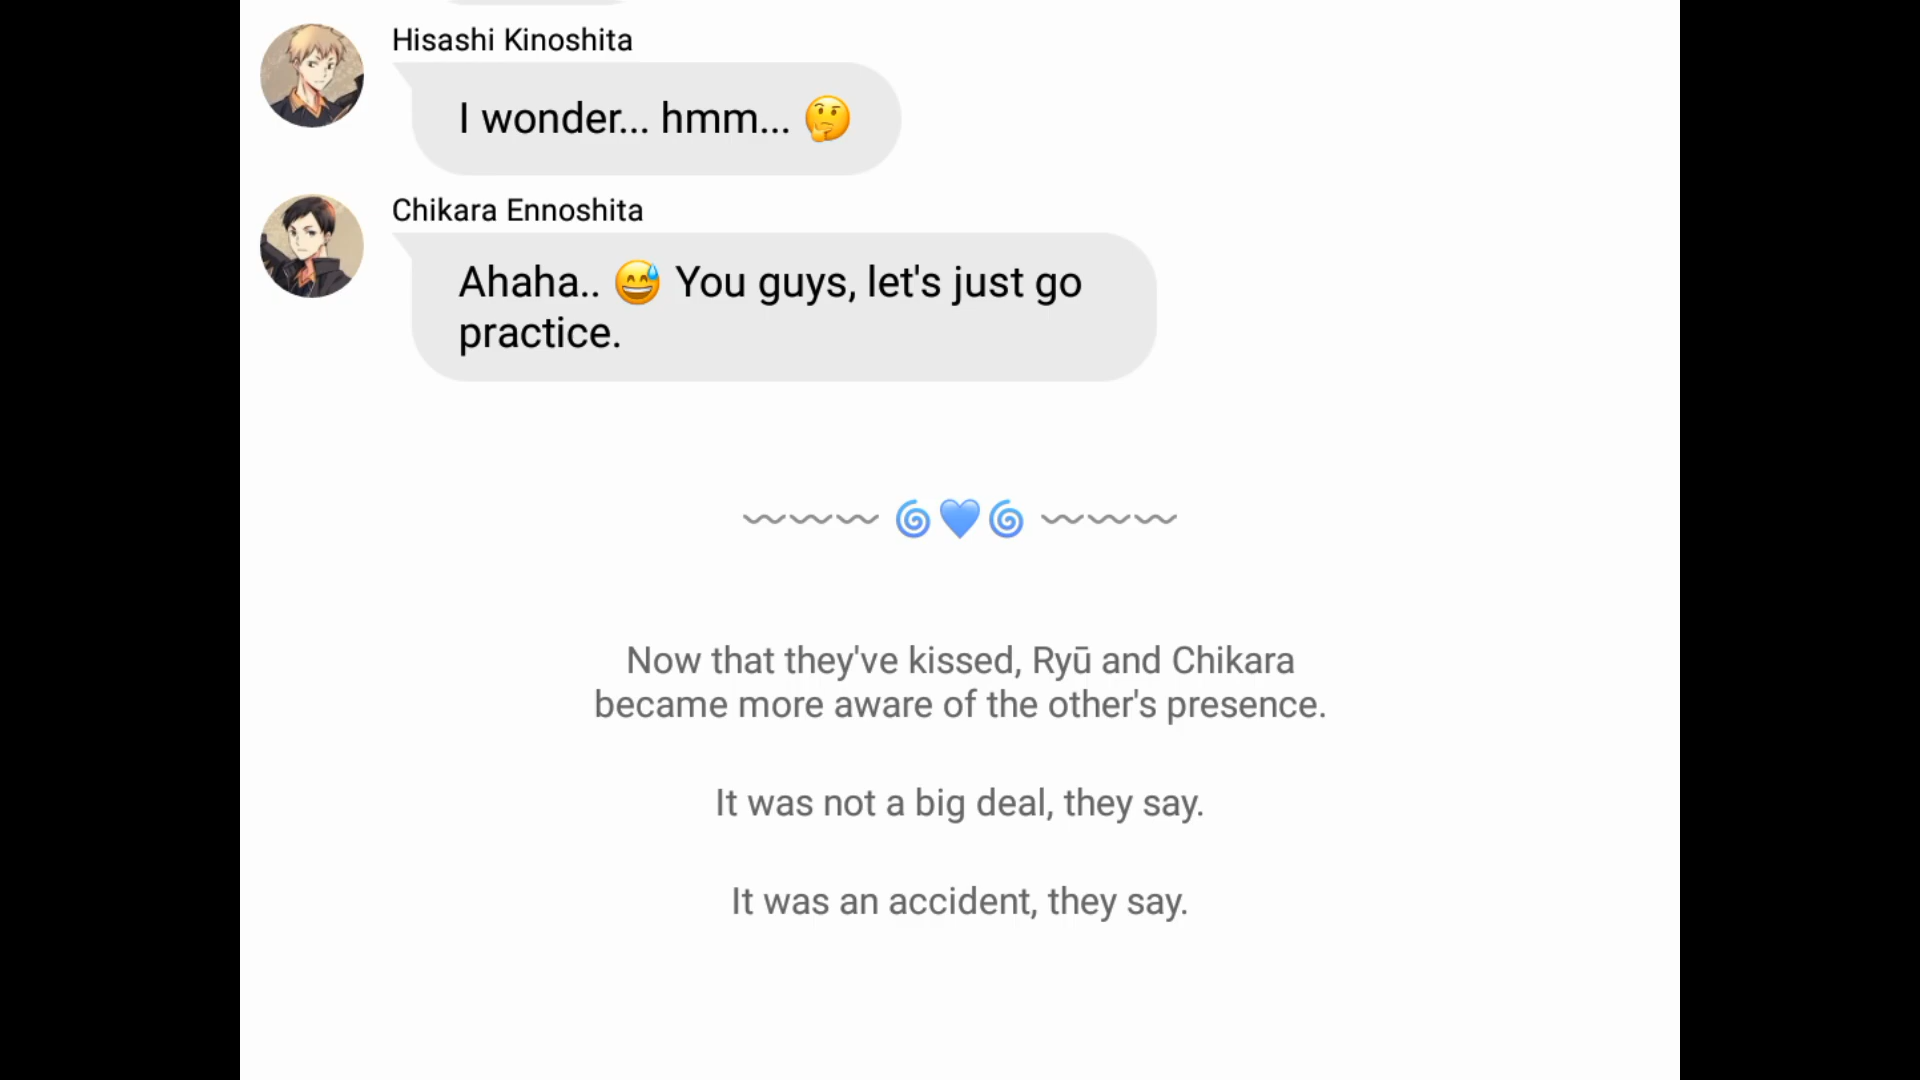 Hisashi Kinoshita
I wonder... hmm... 🤔
Chikara Ennoshita
Ahaha.. 😅 You guys, let's just go
practice.
〰〰〰 🌀💙🌀 〰〰〰
Now that they've kissed, Ryū and Chikara
became more aware of the other's presence.
It was not a big deal, they say.
It was an accident, they say.